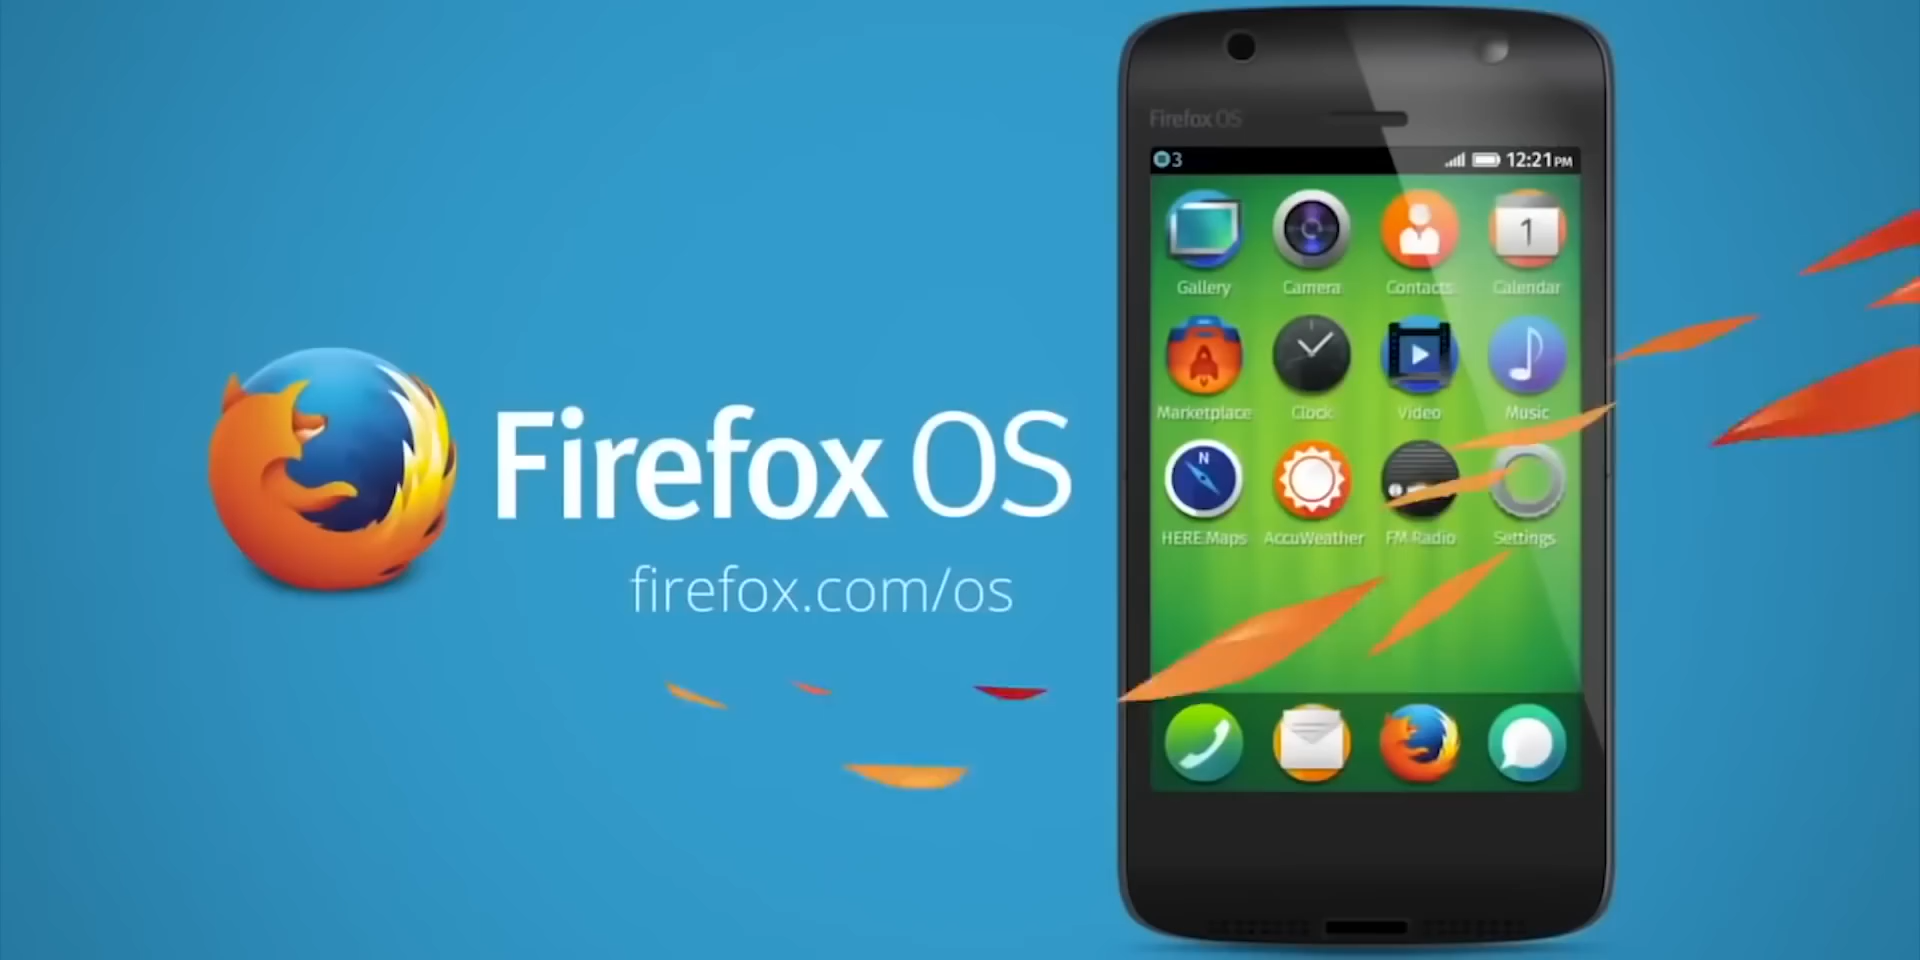 Firefox OS
firefox.com/os
Firefox OS
3 12:21 PM
Gallery Camera Contacts Calendar
1
Marketplace Clock Video Music
N
HERE Maps AccuWeather FM Radio Settings